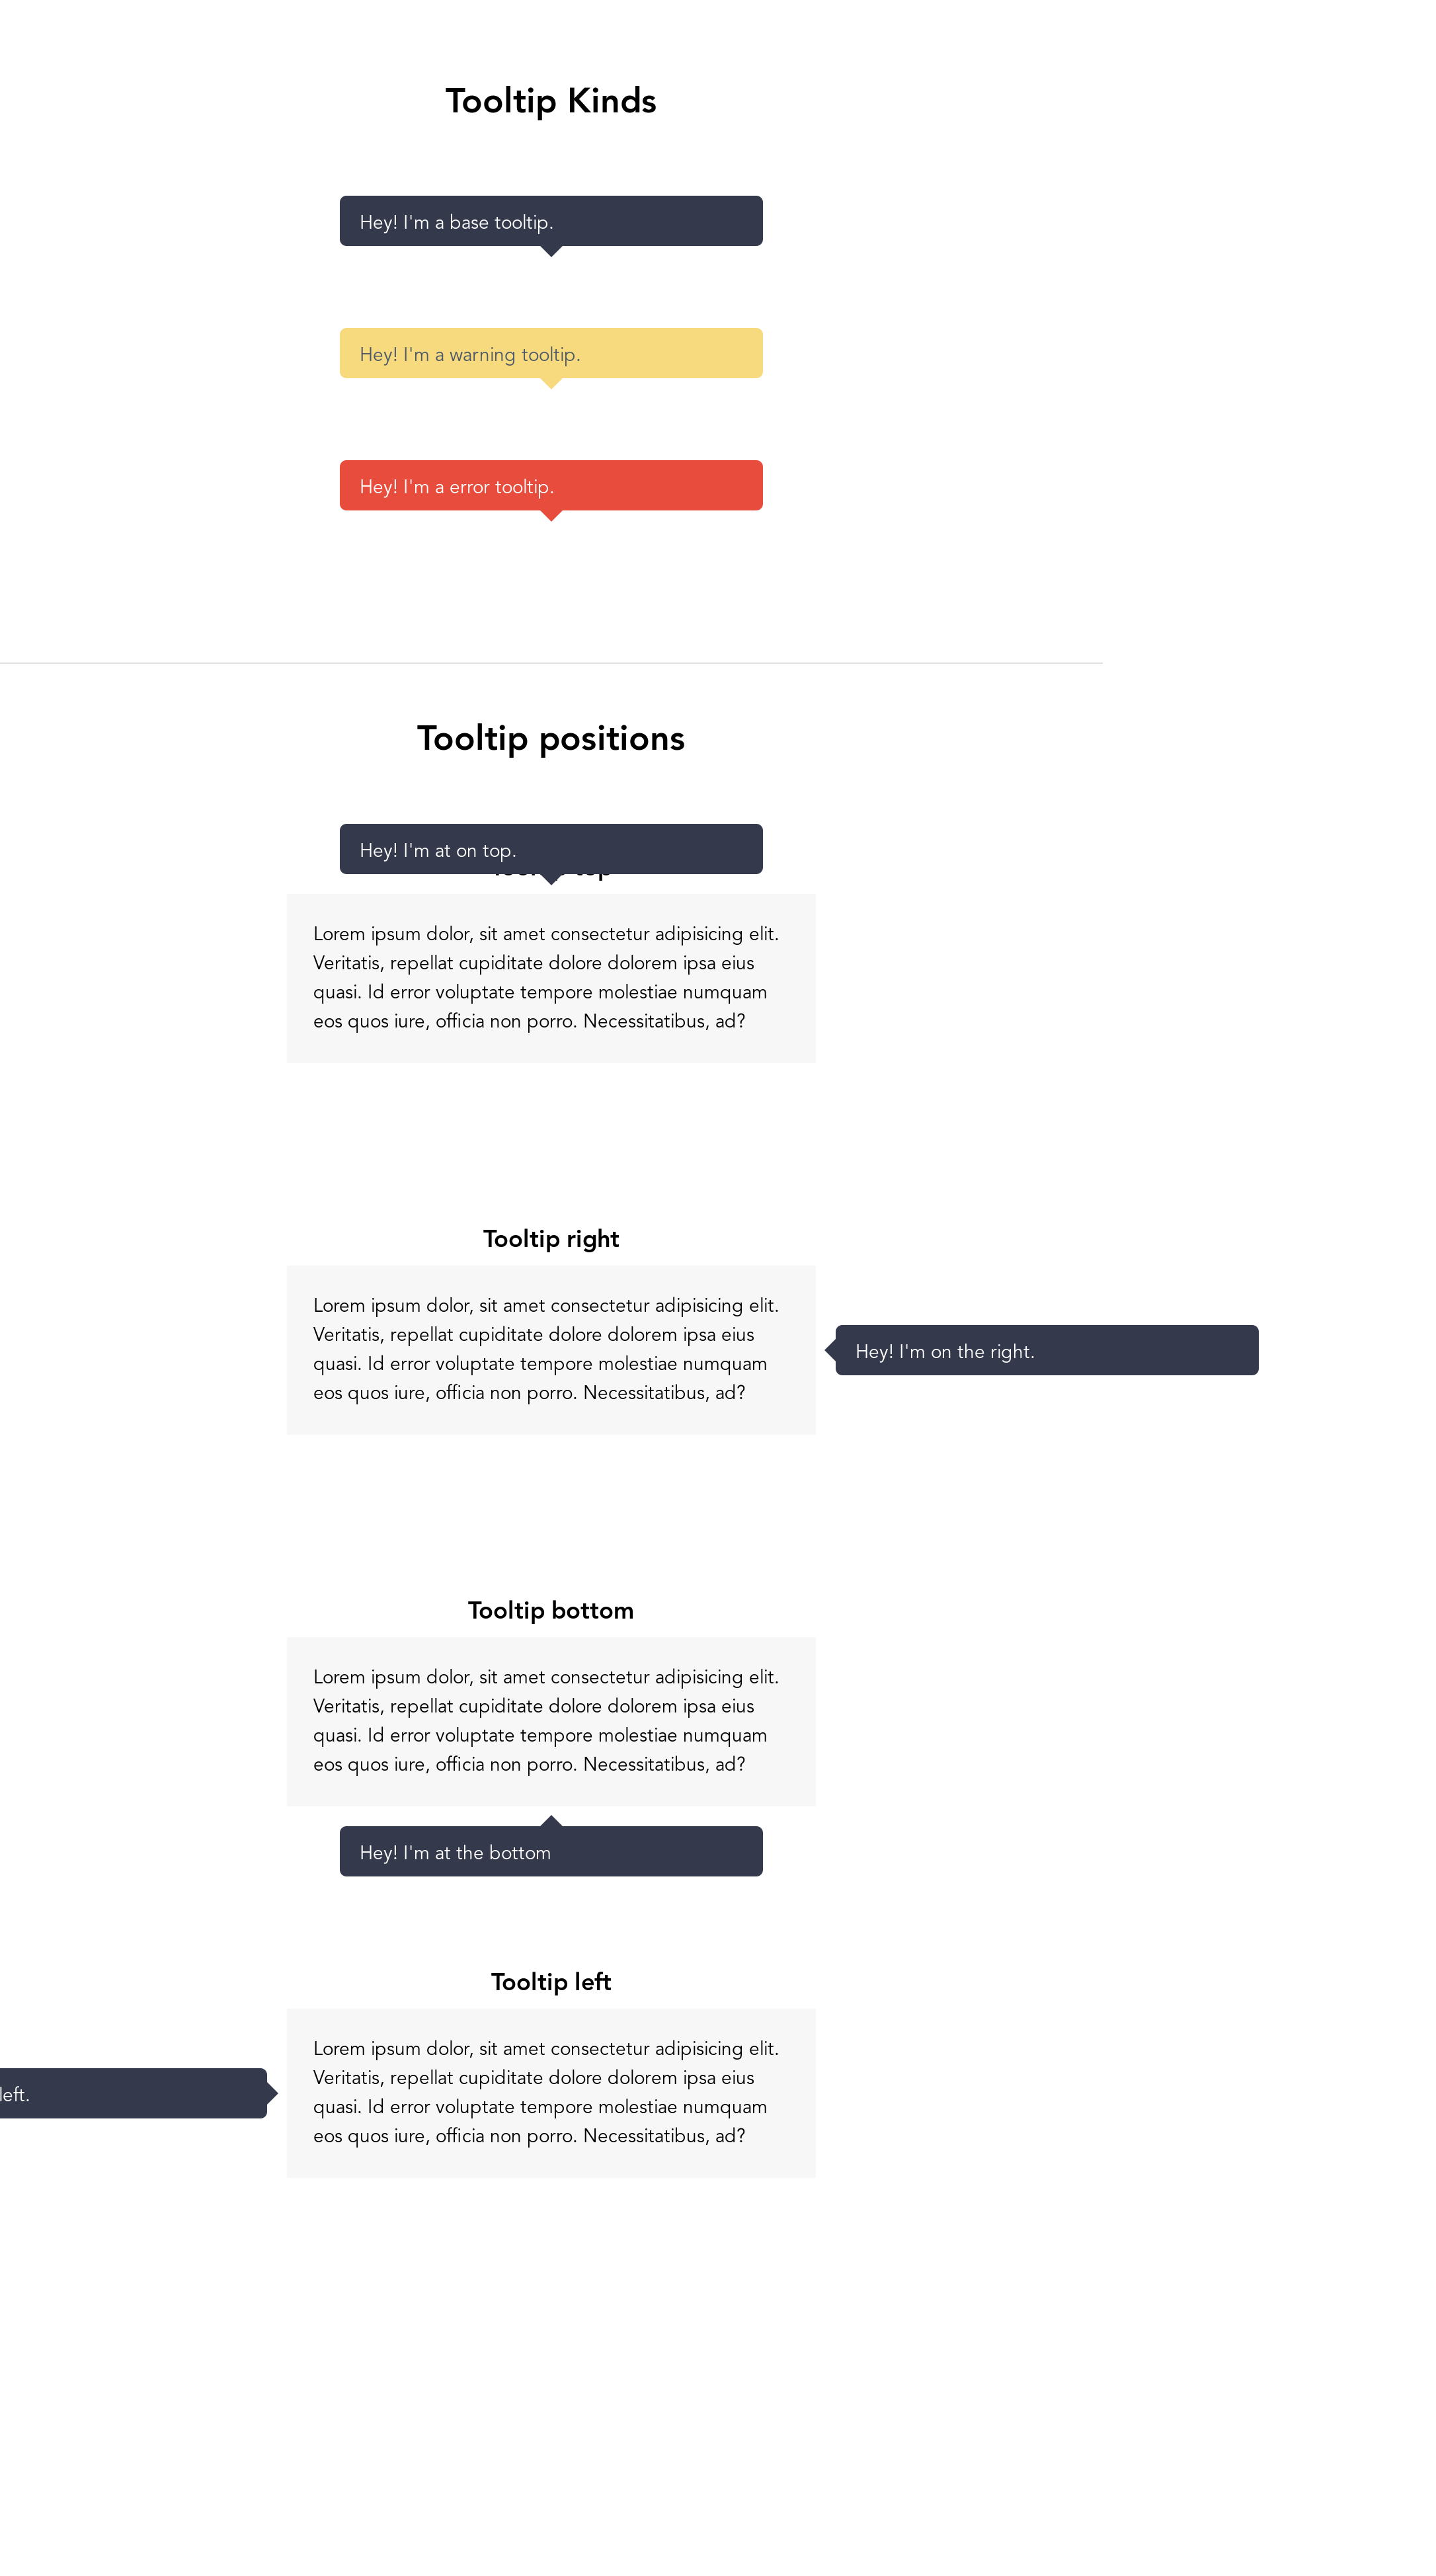 Tooltip Kinds
Hey! I'm a base tooltip.
Hey! I'm a warning tooltip.
Hey! I'm a error tooltip.
Tooltip positions
Hey! I'm at on top.
Lorem ipsum dolor, sit amet consectetur adipisicing elit.
Veritatis, repellat cupiditate dolore dolorem ipsa eius
quasi. Id error voluptate tempore molestiae numquam
eos quos iure, officia non porro. Necessitatibus, ad?
Tooltip right
Lorem ipsum dolor, sit amet consectetur adipisicing elit.
Veritatis, repellat cupiditate dolore dolorem ipsa eius
quasi. Id error voluptate tempore molestiae numquam
eos quos iure, officia non porro. Necessitatibus, ad?
Hey! I'm on the right.
Tooltip bottom
Lorem ipsum dolor, sit amet consectetur adipisicing elit.
Veritatis, repellat cupiditate dolore dolorem ipsa eius
quasi. Id error voluptate tempore molestiae numquam
eos quos iure, officia non porro. Necessitatibus, ad?
Hey! I'm at the bottom
Tooltip left
left.
Lorem ipsum dolor, sit amet consectetur adipisicing elit.
Veritatis, repellat cupiditate dolore dolorem ipsa eius
quasi. Id error voluptate tempore molestiae numquam
eos quos iure, officia non porro. Necessitatibus, ad?